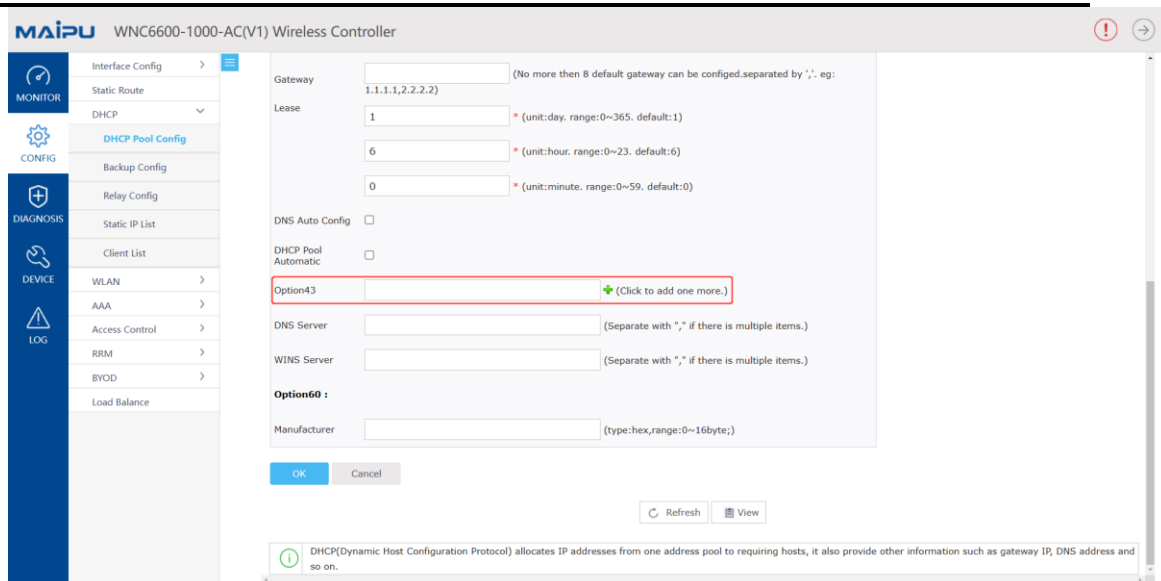 MAIPU WNC6600-1000-AC(V1) Wireless Controller
MONITOR
CONFIG
DIAGNOSIS
DEVICE
LOG
Interface Config
Static Route
DHCP
DHCP Pool Config
Backup Config
Relay Config
Static IP List
Client List
WLAN
AAA
Access Control
RRM
BYOD
Load Balance
Gateway (No more then 8 default gateway can be configed.separated by ','. eg:
1.1.1.1,2.2.2.2)
Lease
1 * (unit:day. range:0~365. default:1)
6 * (unit:hour. range:0~23. default:6)
0 * (unit:minute. range:0~59. default:0)
DNS Auto Config
DHCP Pool
Automatic
Option43 (Click to add one more.)
DNS Server (Separate with "," if there is multiple items.)
WINS Server (Separate with "," if there is multiple items.)
Option60 :
Manufacturer (type:hex,range:0~16byte;)
OK Cancel
Refresh View
DHCP(Dynamic Host Configuration Protocol) allocates IP addresses from one address pool to requiring hosts, it also provide other information such as gateway IP, DNS address and
so on.